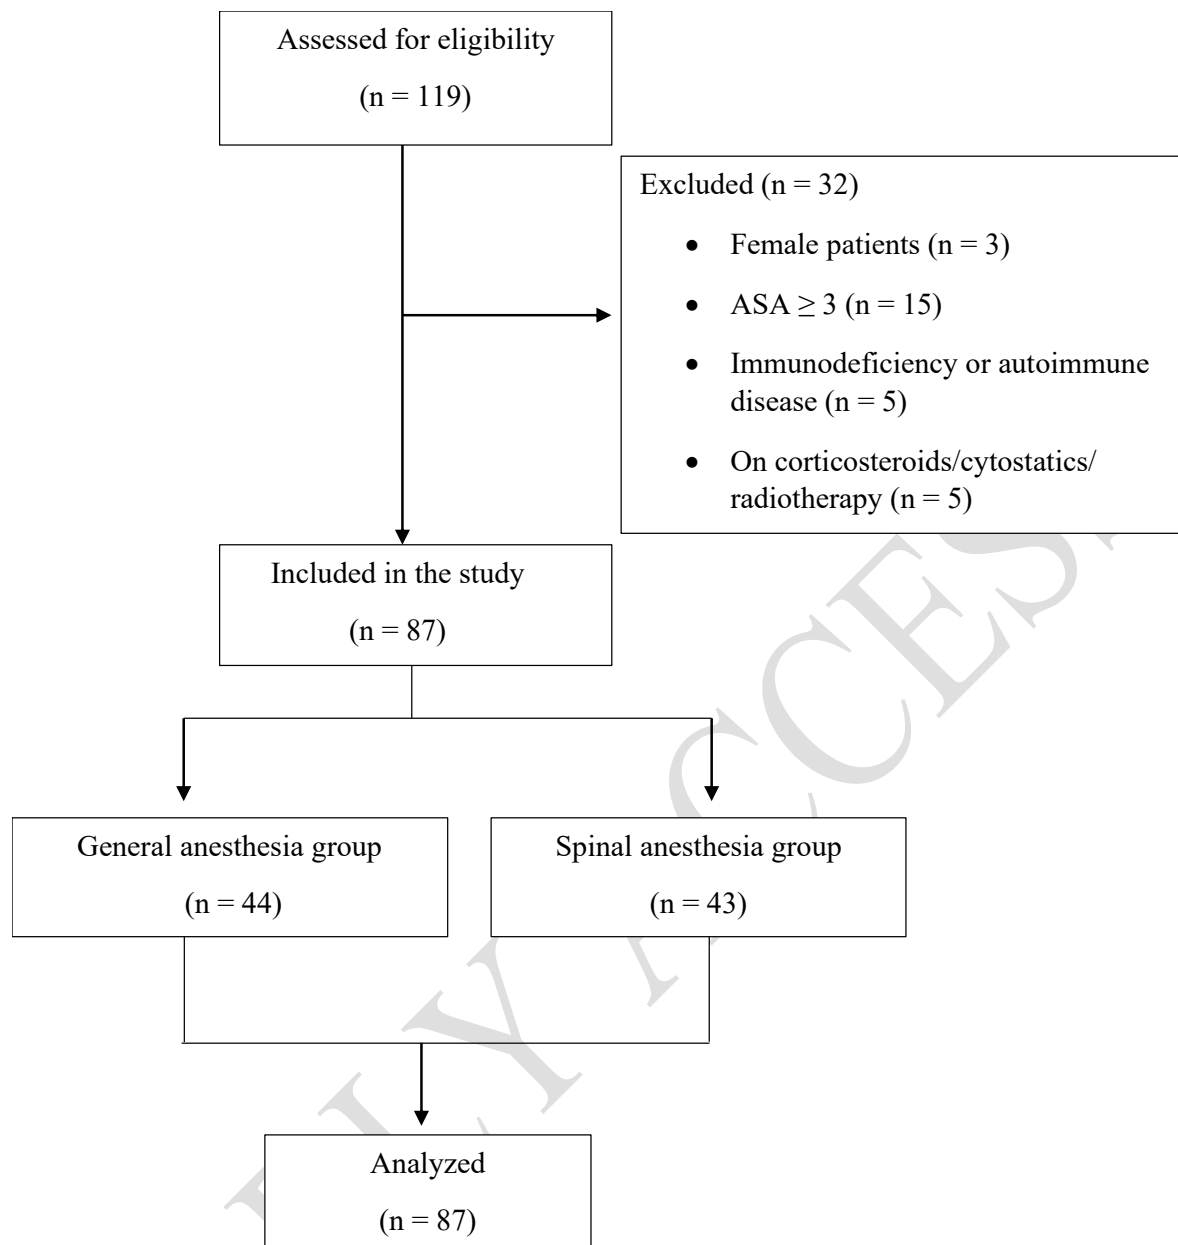 Assessed for eligibility
(n = 119)
Excluded (n = 32)
• Female patients (n = 3)
• ASA ≥ 3 (n = 15)
• Immunodeficiency or autoimmune
disease (n = 5)
• On corticosteroids/cytostatics/
radiotherapy (n = 5)
Included in the study
(n = 87)
General anesthesia group
(n = 44)
Spinal anesthesia group
(n = 43)
Analyzed
(n = 87)